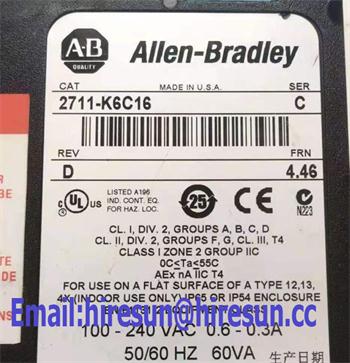 A·B
QUALITY
Allen-Bradley
CAT
MADE IN U.S.A.
SER
2711-K6C16
C
REV
FRN
D
4.46
UL
LISTED A196
IND. CONT. EQ.
FOR HAZ. LOC.
25
N223
CL. I, DIV. 2, GROUPS A, B, C, D
CL. II, DIV. 2, GROUPS F, G, CL. III, T4
CLASS I ZONE 2 GROUP IIC
0C<Ta<55C
AEx nA IIC T4
FOR USE ON A FLAT SURFACE OF A TYPE 12,13,
4X (INDOOR USE ONLY) IP65 OR IP54 ENCLOSURE
Email:hiresun@hiresun.cc
100 - 240 VAC 0.6 - 0.3A
50/60 HZ 60VA
生产日